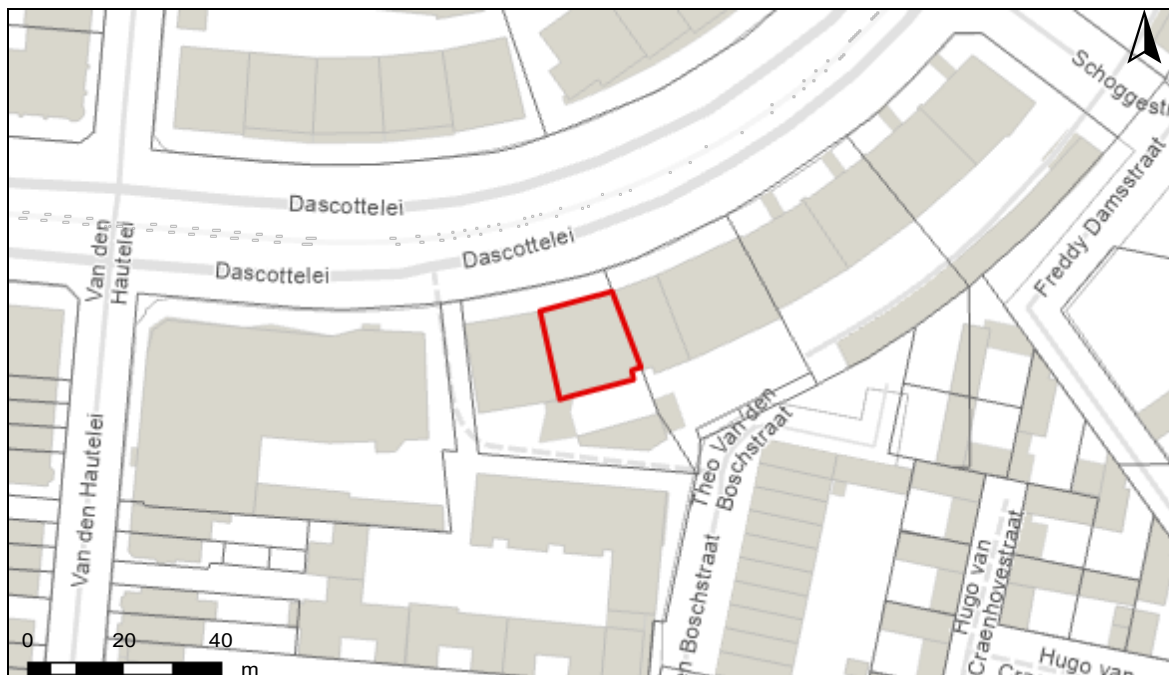 Schoggestr
Dascottelei
Freddy Damsstraat
Van den
Hautelei
Dascottelei
Dascottelei
Theo Van den
Boschstraat
Van den Hautelei
n Boschstraat
Hugo van
Craenhovestraat
Hugo van
Cra
0 20 40
m